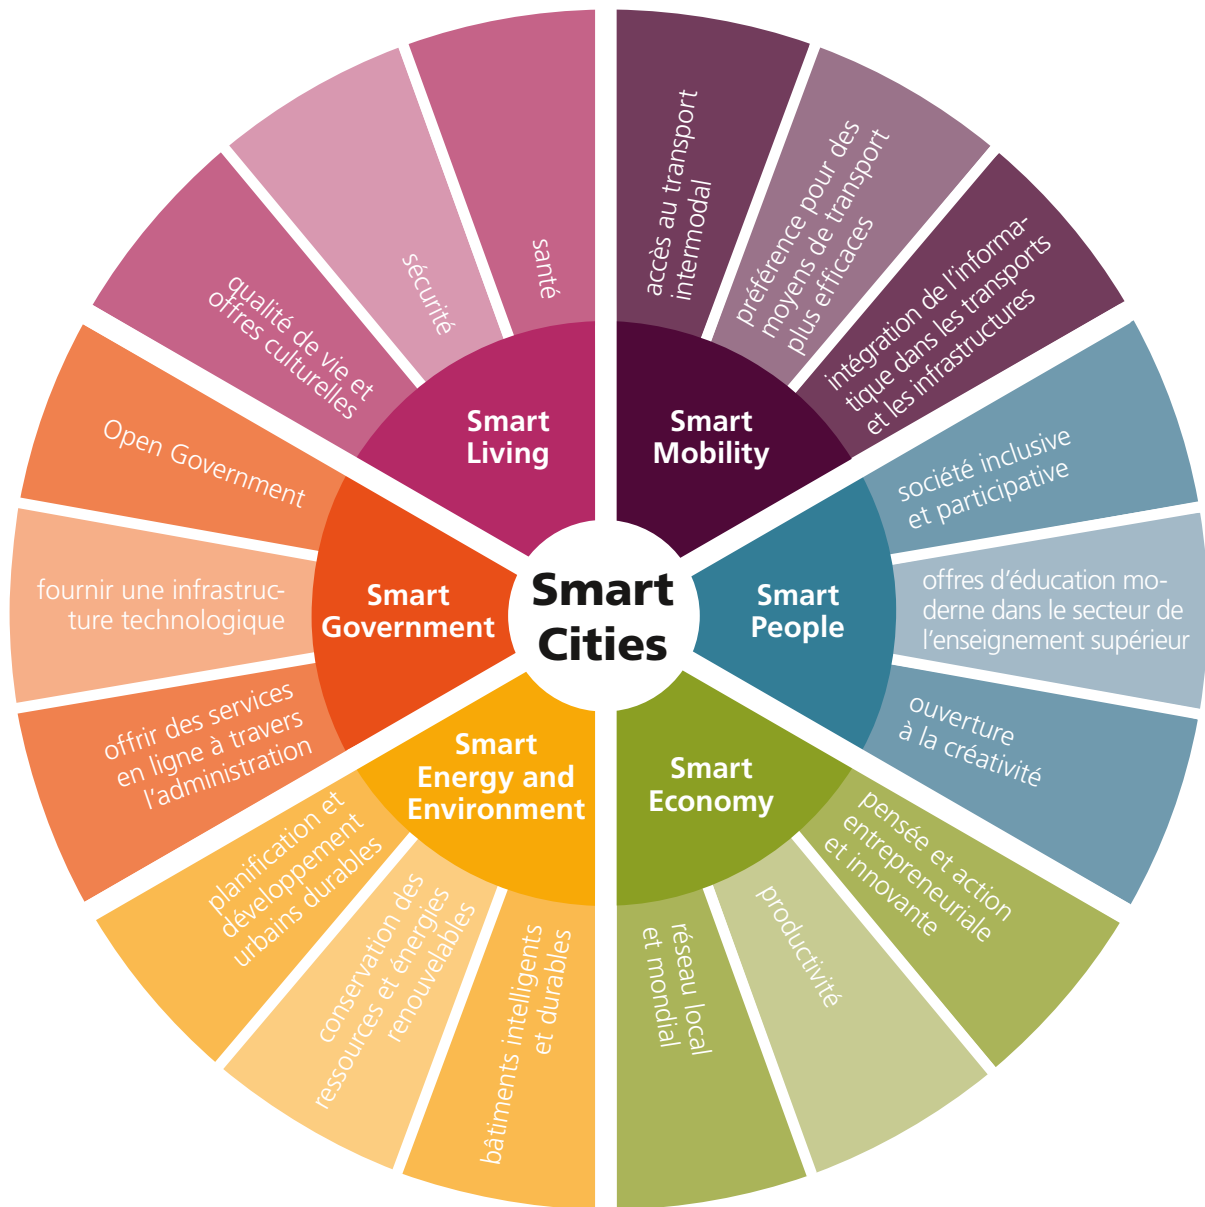 Smart
Cities
Smart
Mobility
accès au transport
intermodal
préférence pour des
moyens de transport
plus efficaces
intégration de l’informa-
tique dans les transports
et les infrastructures
Smart
People
société inclusive
et participative
offres d’éducation mo-
derne dans le secteur de
l’enseignement supérieur
ouverture
à la créativité
Smart
Economy
pensée et action
entrepreneuriale
et innovante
productivité
réseau local
et mondial
Smart
Energy and
Environment
bâtiments intelligents
et durables
conservation des
ressources et énergies
renouvelables
planification et
développement
urbains durables
Smart
Government
offrir des services
en ligne à travers
l’administration
fournir une infrastruc-
ture technologique
Open Government
Smart
Living
qualité de vie et
offres culturelles
sécurité
santé